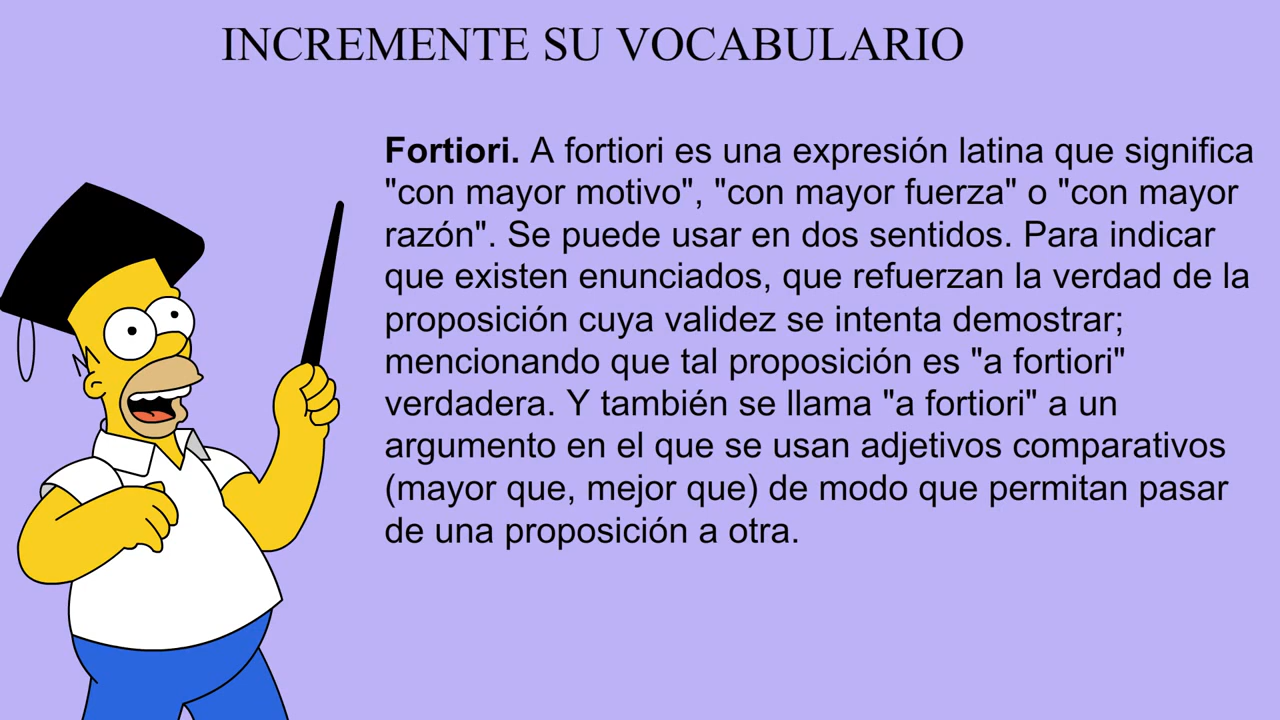 INCREMENTE SU VOCABULARIO
Fortiori. A fortiori es una expresión latina que significa
"con mayor motivo", "con mayor fuerza" o "con mayor
razón". Se puede usar en dos sentidos. Para indicar
que existen enunciados, que refuerzan la verdad de la
proposición cuya validez se intenta demostrar;
mencionando que tal proposición es "a fortiori"
verdadera. Y también se llama "a fortiori" a un
argumento en el que se usan adjetivos comparativos
(mayor que, mejor que) de modo que permitan pasar
de una proposición a otra.